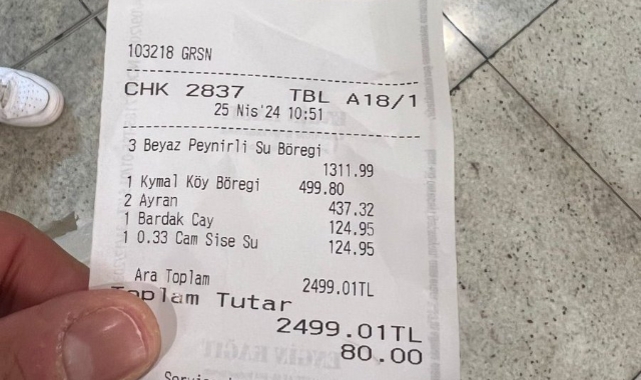 103218 GRSN
CHK 2837 TBL A18/1
25 Nis'24 10:51
3 Beyaz Peynirli Su Böregi
1311.99
1 Kymal Köy Böregi 499.80
2 Ayran 437.32
1 Bardak Cay 124.95
1 0.33 Cam Sise Su 124.95
Ara Toplam 2499.01TL
Toplam Tutar
2499.01TL
80.00